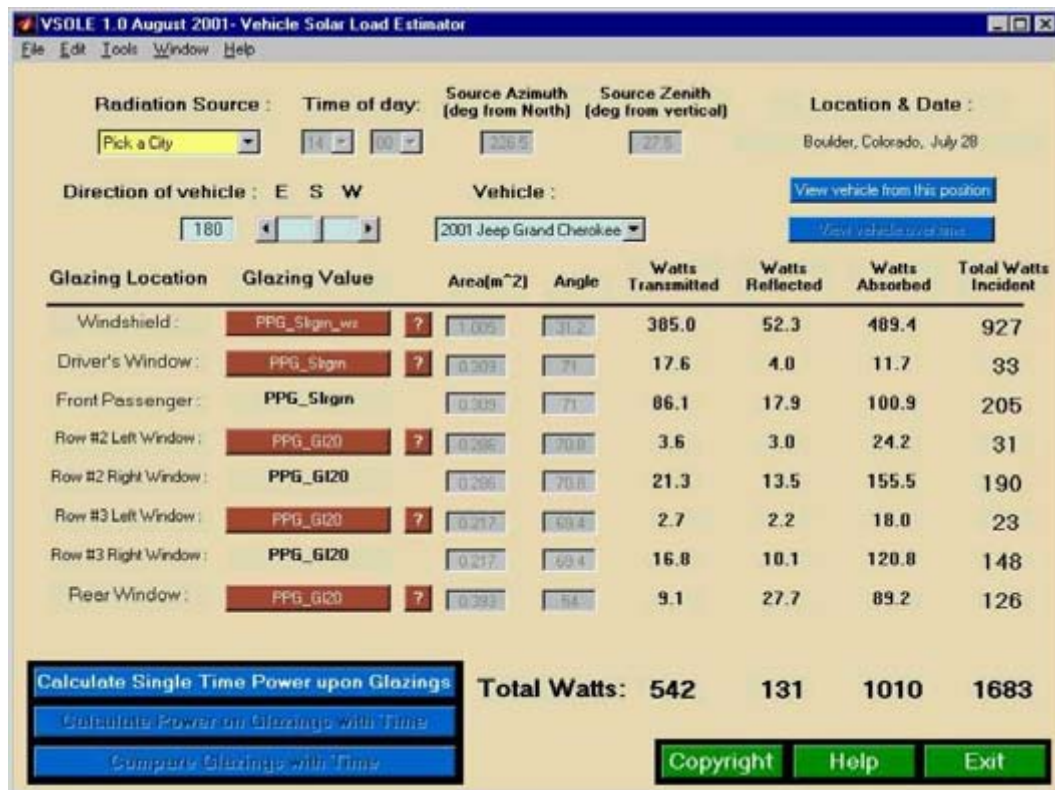 VSOLE 1.0 August 2001- Vehicle Solar Load Estimator
File Edit Tools Window Help
Radiation Source : Time of day: Source Azimuth (deg from North) Source Zenith (deg from vertical) Location & Date :
Pick a City 14 00 226.5 27.5 Boulder, Colorado, July 28
Direction of vehicle : E S W Vehicle : View vehicle from this position
180 2001 Jeep Grand Cherokee View vehicle over time
Glazing Location Glazing Value Area(m^2) Angle Watts Transmitted Watts Reflected Watts Absorbed Total Watts Incident
Windshield : PPG_Slrgrn_ws ? 1.005 31.2 385.0 52.3 489.4 927
Driver's Window : PPG_Slrgrn ? 0.309 71 17.6 4.0 11.7 33
Front Passenger : PPG_Slrgrn 0.309 71 86.1 17.9 100.9 205
Row #2 Left Window : PPG_Gl20 ? 0.286 70.8 3.6 3.0 24.2 31
Row #2 Right Window : PPG_Gl20 0.286 70.8 21.3 13.5 155.5 190
Row #3 Left Window : PPG_Gl20 ? 0.217 69.4 2.7 2.2 18.0 23
Row #3 Right Window : PPG_Gl20 0.217 69.4 16.8 10.1 120.8 148
Rear Window : PPG_Gl20 ? 0.393 54 9.1 27.7 89.2 126
Calculate Single Time Power upon Glazings Total Watts: 542 131 1010 1683
Calculate Power on Glazings with Time
Compare Glazings with Time
Copyright Help Exit